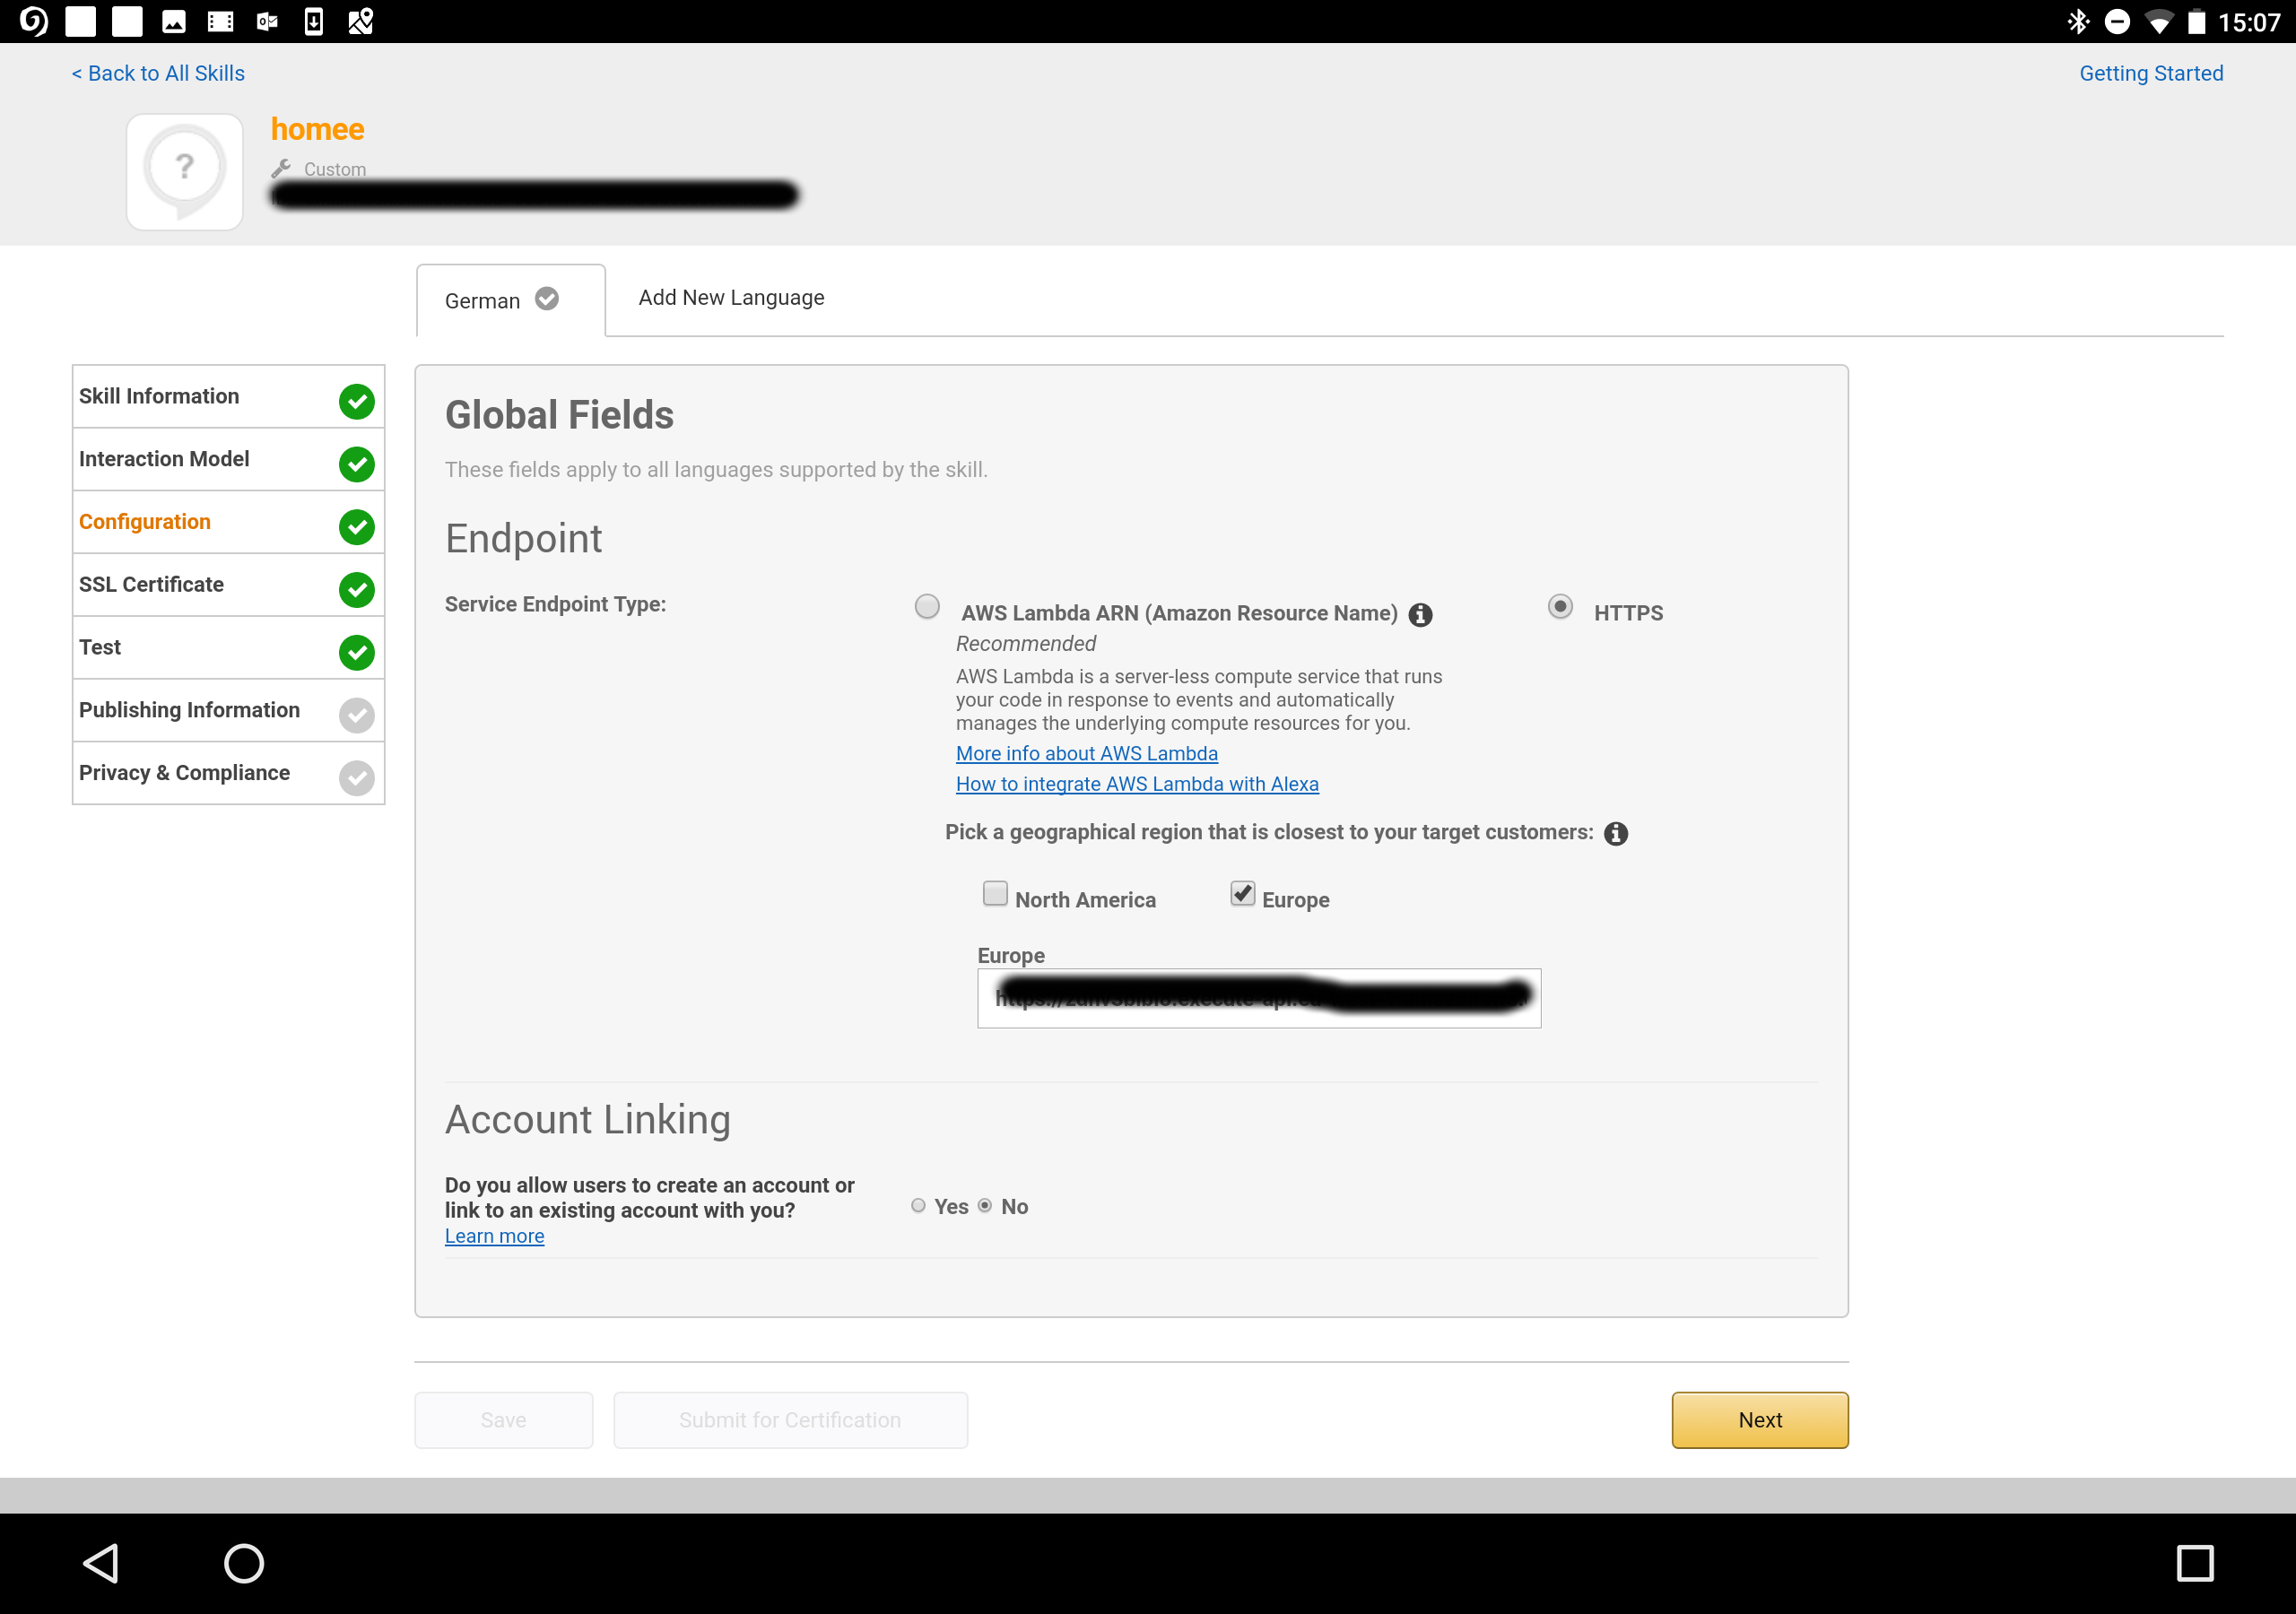 15:07
< Back to All Skills
Getting Started
homee
Custom
German
Add New Language
Skill Information
Interaction Model
Configuration
SSL Certificate
Test
Publishing Information
Privacy & Compliance
Global Fields
These fields apply to all languages supported by the skill.
Endpoint
Service Endpoint Type:
AWS Lambda ARN (Amazon Resource Name)
HTTPS
Recommended
AWS Lambda is a server-less compute service that runs
your code in response to events and automatically
manages the underlying compute resources for you.
More info about AWS Lambda
How to integrate AWS Lambda with Alexa
Pick a geographical region that is closest to your target customers:
North America
Europe
Europe
Account Linking
Do you allow users to create an account or
link to an existing account with you?
Yes
No
Learn more
Save
Submit for Certification
Next